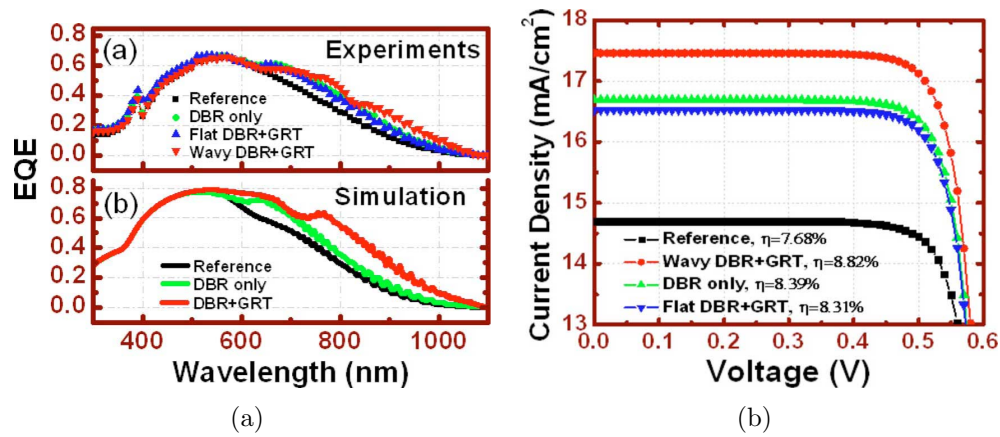 (a)
Experiments
0.6
0.4
0.2
0.0
Reference
DBR only
Flat DBR+GRT
Wavy DBR+GRT
EQE
(b)
Simulation
0.8
0.6
0.4
0.2
0.0
Reference
DBR only
DBR+GRT
400 600 800 1000
Wavelength (nm)
(a)
Current Density (mA/cm²)
18
17
16
15
14
13
Reference, η=7.68%
Wavy DBR+GRT, η=8.82%
DBR only, η=8.39%
Flat DBR+GRT, η=8.31%
0.0 0.1 0.2 0.3 0.4 0.5 0.6
Voltage (V)
(b)